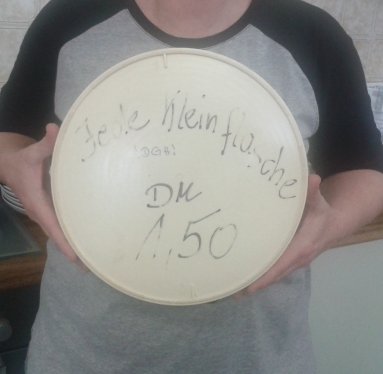 Jede Kleinflasche
DM
1,50